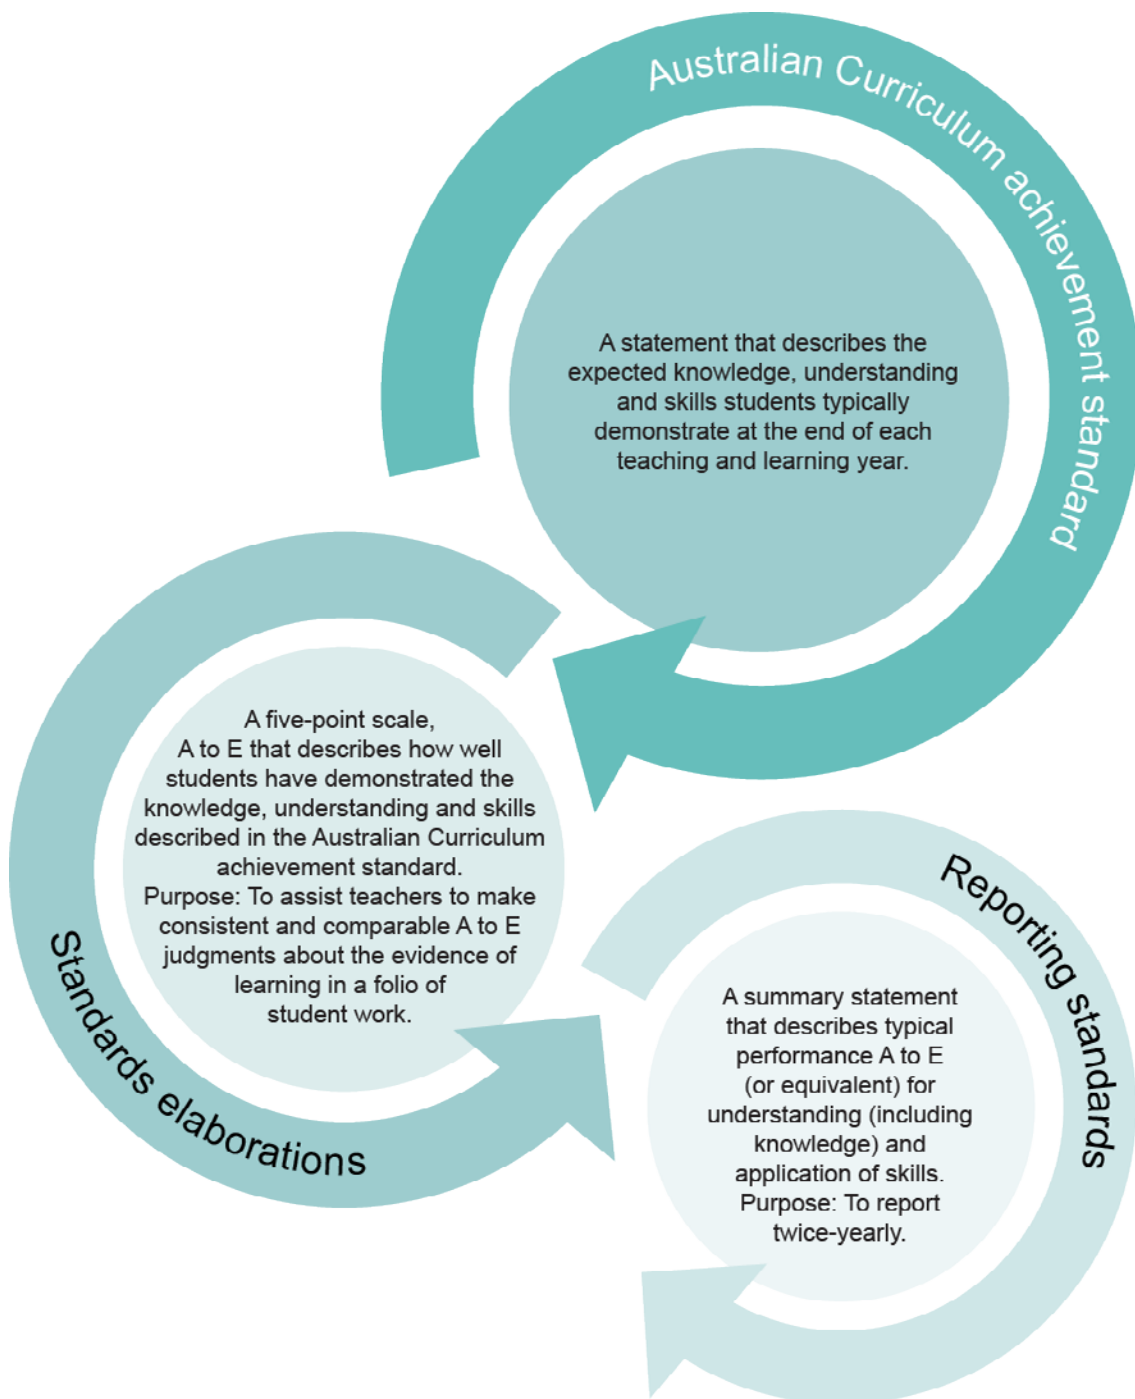 Australian Curriculum achievement standard
A statement that describes the
expected knowledge, understanding
and skills students typically
demonstrate at the end of each
teaching and learning year.
Standards elaborations
A five-point scale,
A to E that describes how well
students have demonstrated the
knowledge, understanding and skills
described in the Australian Curriculum
achievement standard.
Purpose: To assist teachers to make
consistent and comparable A to E
judgments about the evidence of
learning in a folio of
student work.
Reporting standards
A summary statement
that describes typical
performance A to E
(or equivalent) for
understanding (including
knowledge) and
application of skills.
Purpose: To report
twice-yearly.